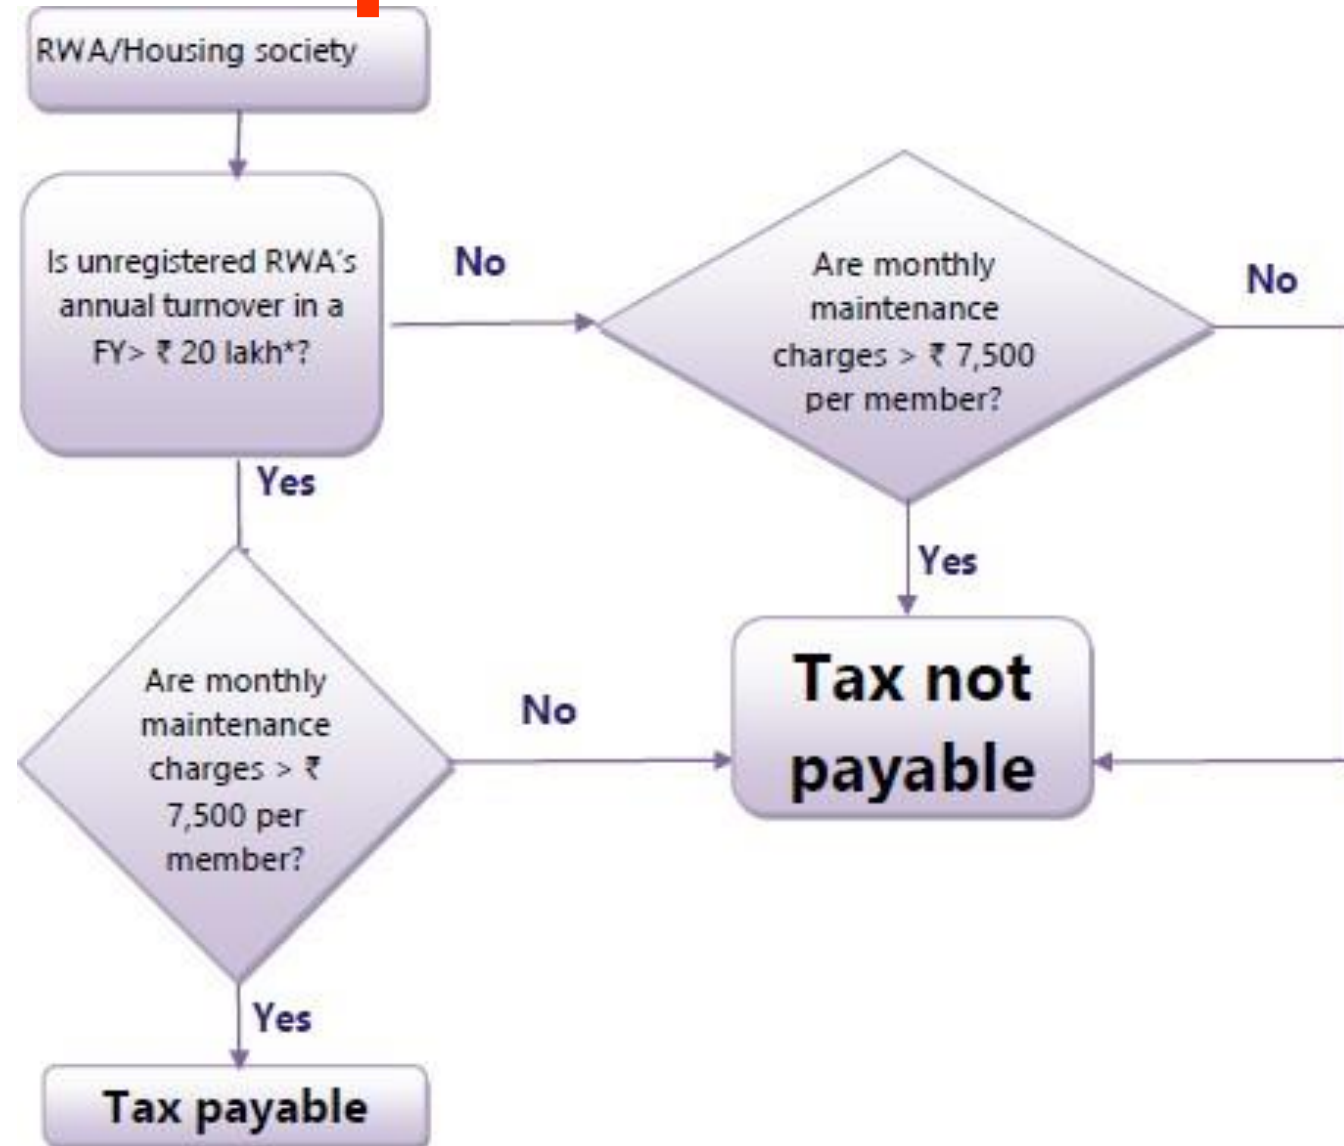 RWA/Housing society
Is unregistered RWA's
annual turnover in a
FY> ₹ 20 lakh*?
No
Are monthly
maintenance
charges > ₹ 7,500
per member?
No
Yes
Yes
Are monthly
maintenance
charges > ₹
7,500 per
member?
No
Tax not
payable
Yes
Tax payable